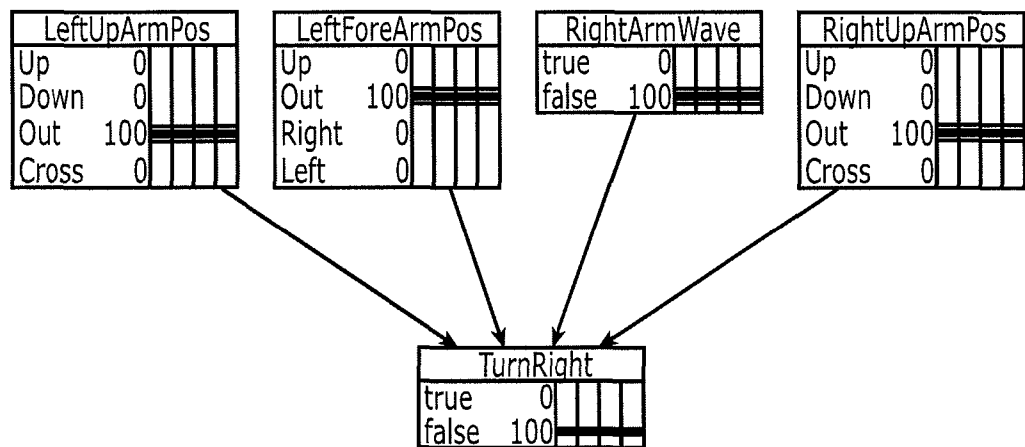 LeftUpArmPos
Up 0
Down 0
Out 100
Cross 0
LeftForeArmPos
Up 0
Out 100
Right 0
Left 0
RightArmWave
true 0
false 100
RightUpArmPos
Up 0
Down 0
Out 100
Cross 0
TurnRight
true 0
false 100